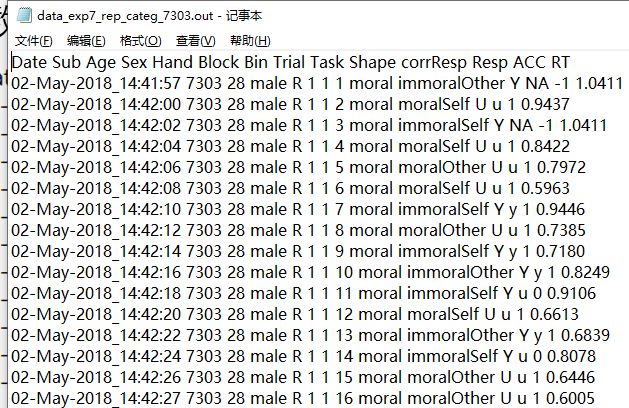 data_exp7_rep_categ_7303.out - 记事本
文件(F) 编辑(E) 格式(O) 查看(V) 帮助(H)
Date Sub Age Sex Hand Block Bin Trial Task Shape corrResp Resp ACC RT
02-May-2018_14:41:57 7303 28 male R 1 1 1 moral immoralOther Y NA -1 1.0411
02-May-2018_14:42:00 7303 28 male R 1 1 2 moral moralSelf U u 1 0.9437
02-May-2018_14:42:02 7303 28 male R 1 1 3 moral immoralSelf Y NA -1 1.0411
02-May-2018_14:42:04 7303 28 male R 1 1 4 moral moralSelf U u 1 0.8422
02-May-2018_14:42:06 7303 28 male R 1 1 5 moral moralOther U u 1 0.7972
02-May-2018_14:42:08 7303 28 male R 1 1 6 moral moralSelf U u 1 0.5963
02-May-2018_14:42:10 7303 28 male R 1 1 7 moral immoralSelf Y y 1 0.9446
02-May-2018_14:42:12 7303 28 male R 1 1 8 moral moralOther U u 1 0.7385
02-May-2018_14:42:14 7303 28 male R 1 1 9 moral immoralSelf Y y 1 0.7180
02-May-2018_14:42:16 7303 28 male R 1 1 10 moral immoralOther Y y 1 0.8249
02-May-2018_14:42:18 7303 28 male R 1 1 11 moral immoralSelf Y u 0 0.9106
02-May-2018_14:42:20 7303 28 male R 1 1 12 moral moralSelf U u 1 0.6613
02-May-2018_14:42:22 7303 28 male R 1 1 13 moral immoralOther Y y 1 0.6839
02-May-2018_14:42:24 7303 28 male R 1 1 14 moral immoralSelf Y u 0 0.8078
02-May-2018_14:42:26 7303 28 male R 1 1 15 moral moralOther U u 1 0.6446
02-May-2018_14:42:27 7303 28 male R 1 1 16 moral moralOther U u 1 0.6005